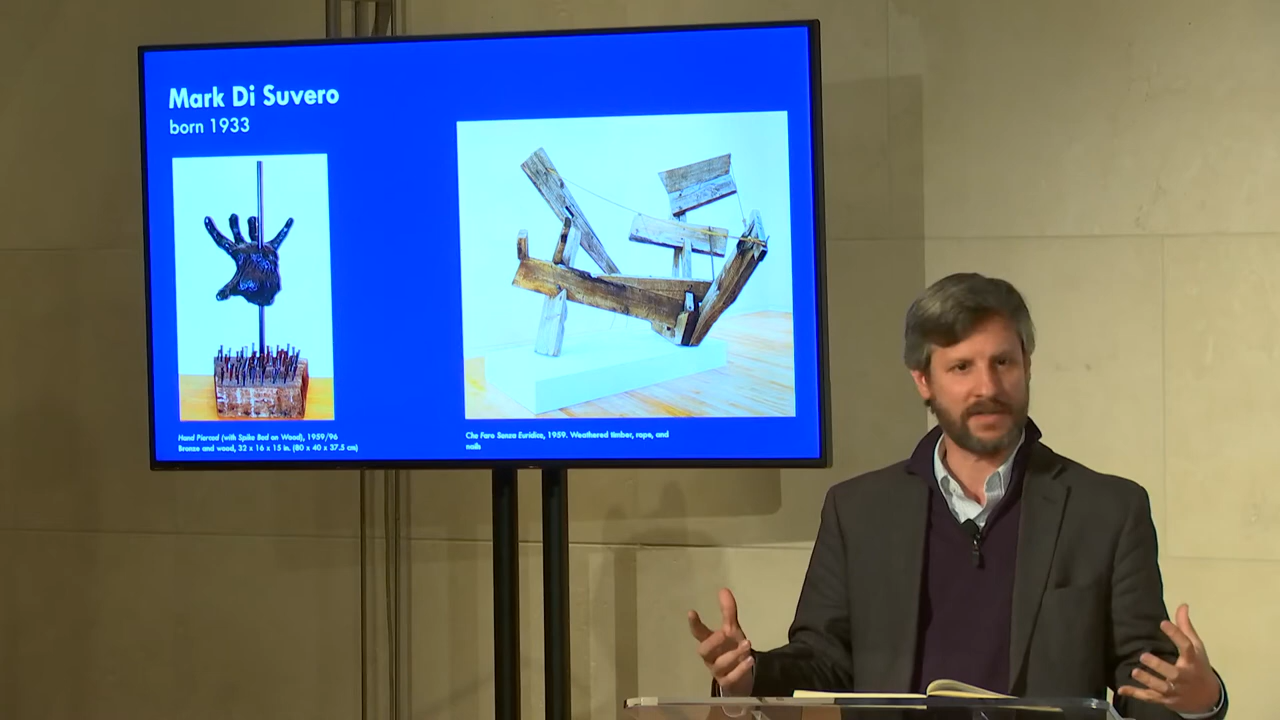 Mark Di Suvero
born 1933
Hand Pierced (with Spike Bed on Wood), 1959/96
Bronze and wood, 32 x 16 x 15 in. (80 x 40 x 37.5 cm)
Che Faro Senza Euridice, 1959. Weathered timber, rope, and
nails